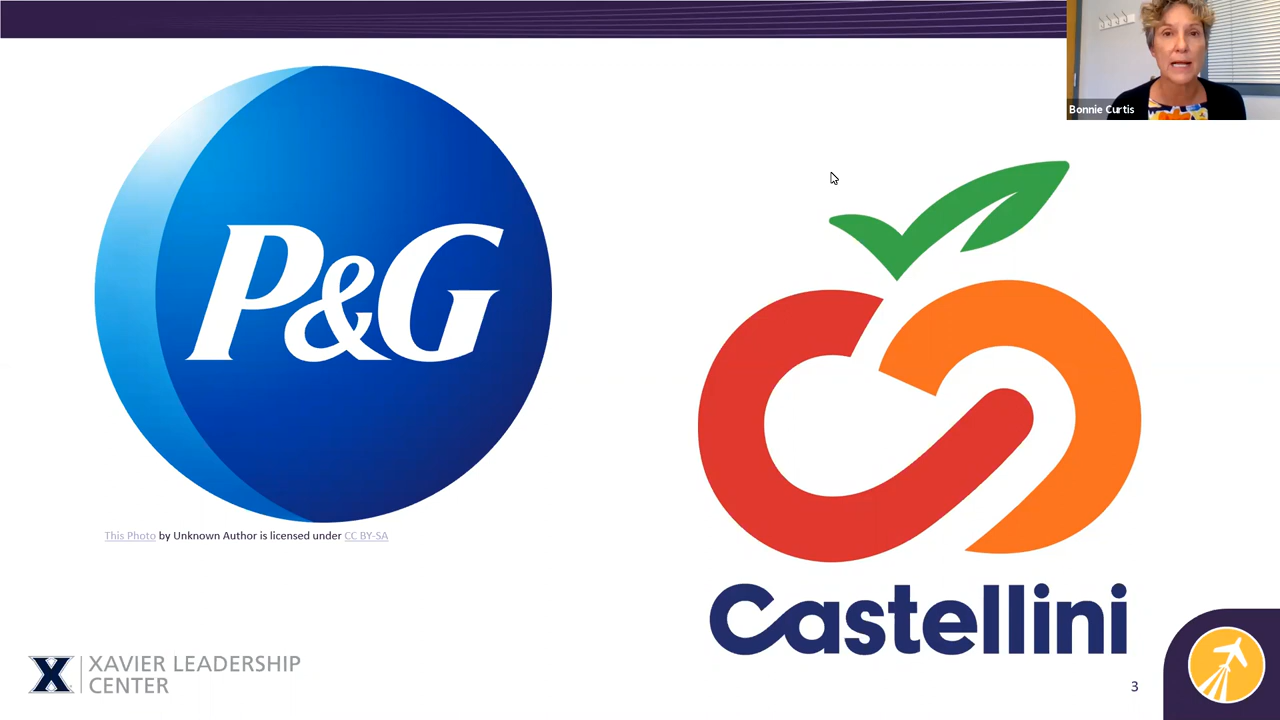 Bonnie Curtis
P&G
This Photo by Unknown Author is licensed under CC BY-SA
Castellini
X XAVIER LEADERSHIP
CENTER
3